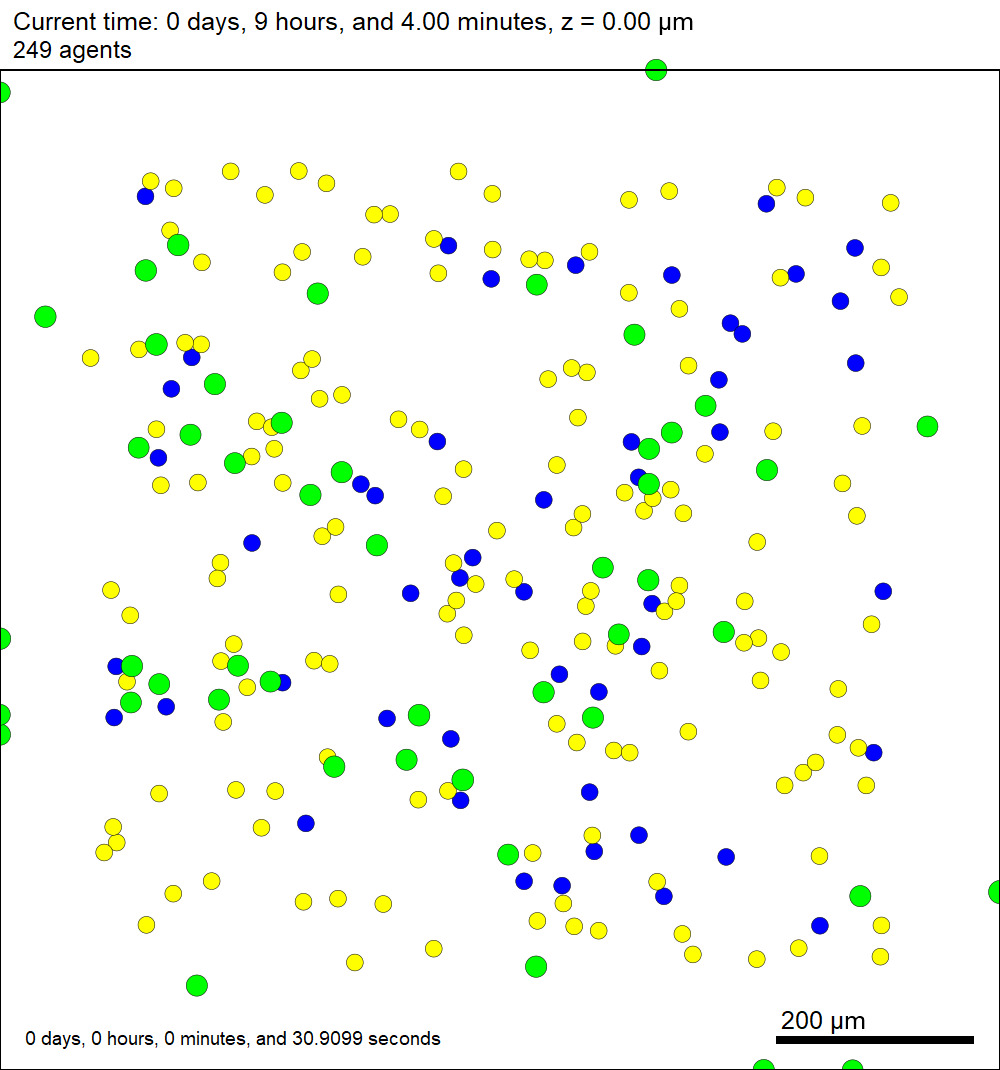 Current time: 0 days, 9 hours, and 4.00 minutes, z = 0.00 μm
249 agents
200 μm
0 days, 0 hours, 0 minutes, and 30.9099 seconds